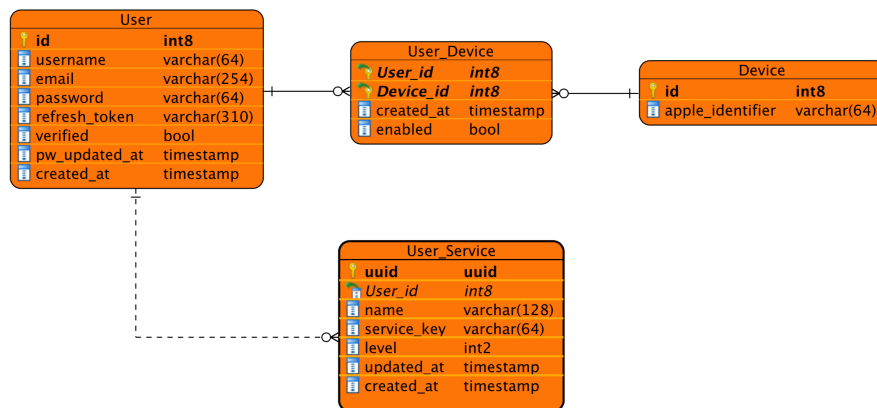 User
id int8
username varchar(64)
email varchar(254)
password varchar(64)
refresh_token varchar(310)
verified bool
pw_updated_at timestamp
created_at timestamp
User_Device
User_id int8
Device_id int8
created_at timestamp
enabled bool
Device
id int8
apple_identifier varchar(64)
User_Service
uuid uuid
User_id int8
name varchar(128)
service_key varchar(64)
level int2
updated_at timestamp
created_at timestamp